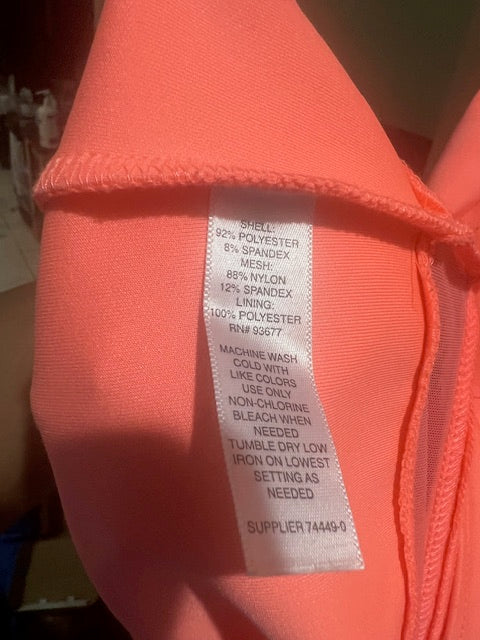 SHELL:
92% POLYESTER
8% SPANDEX
MESH:
88% NYLON
12% SPANDEX
LINING:
100% POLYESTER
RN# 93677
MACHINE WASH
COLD WITH
LIKE COLORS
USE ONLY
NON-CHLORINE
BLEACH WHEN
NEEDED
TUMBLE DRY LOW
IRON ON LOWEST
SETTING AS
NEEDED
SUPPLIER 74449-0